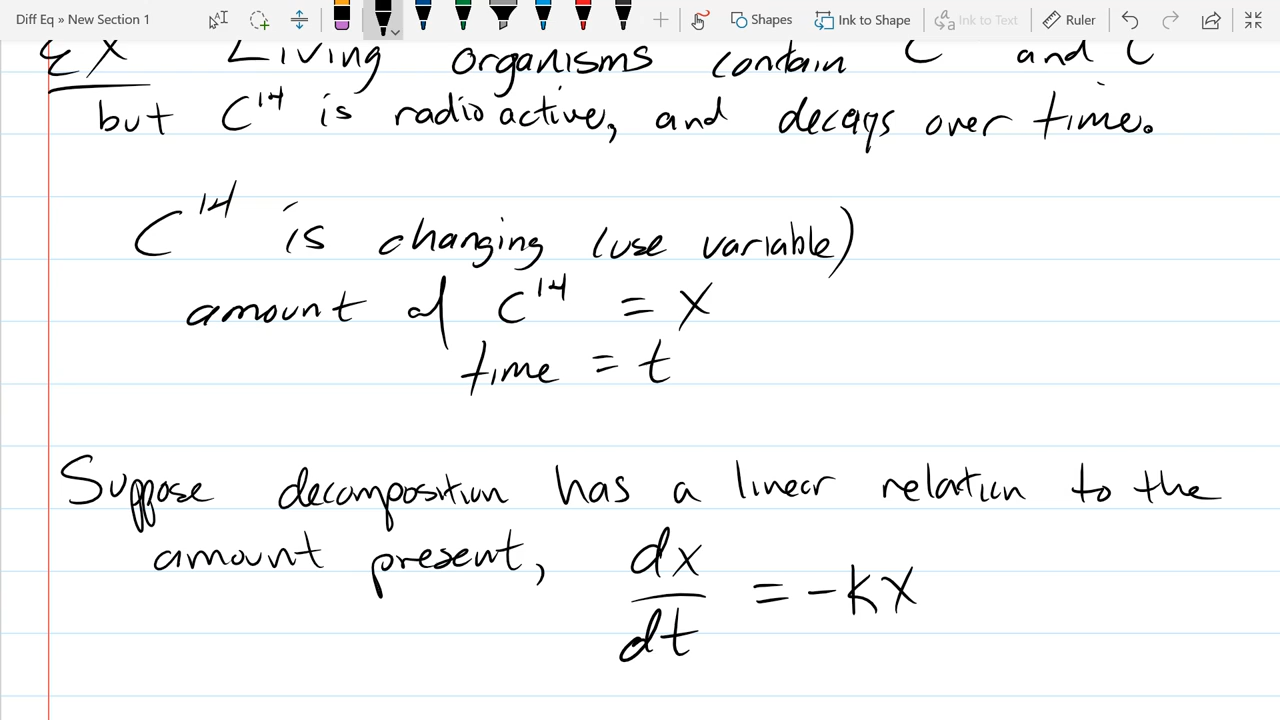 Diff Eq » New Section 1
Shapes
Ink to Shape
Ink to Text
Ruler
Ex Living organisms contain C and C
but C¹⁴ is radioactive, and decays over time.
C¹⁴ is changing (use variable)
amount of C¹⁴ = x
time = t
Suppose decomposition has a linear relation to the
amount present, dx/dt = -kx